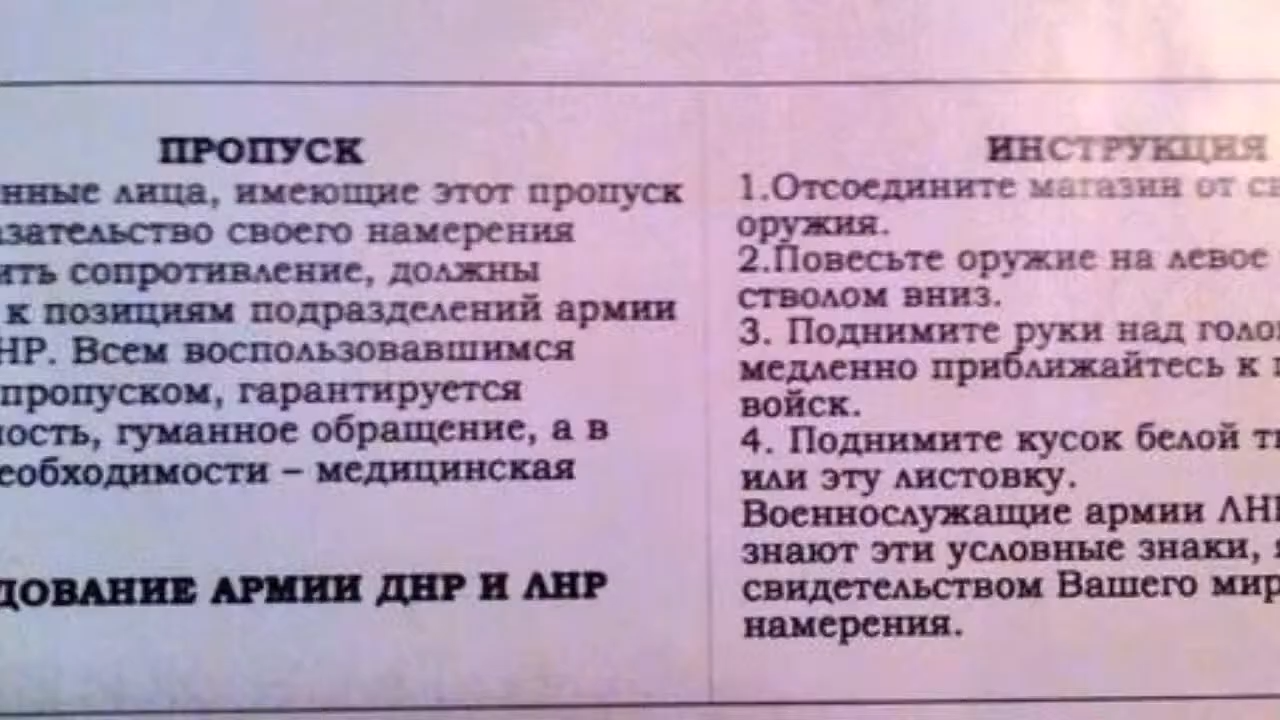 ПРОПУСК
нные лица, имеющие этот пропуск
азательство своего намерения
ить сопротивление, должны
к позициям подразделений армии
НР. Всем воспользовавшимся
пропуском, гарантируется
ность, гуманное обращение, а в
еобходимости – медицинская
ДОВАНИЕ АРМИИ ДНР И ЛНР
ИНСТРУКЦИЯ
1.Отсоедините магазин от св
оружия.
2.Повесьте оружие на левое
стволом вниз.
3. Поднимите руки над голо
медленно приближайтесь к п
войск.
4. Поднимите кусок белой т
или эту листовку.
Военнослужащие армии ЛН
знают эти условные знаки, я
свидетельством Вашего мир
намерения.